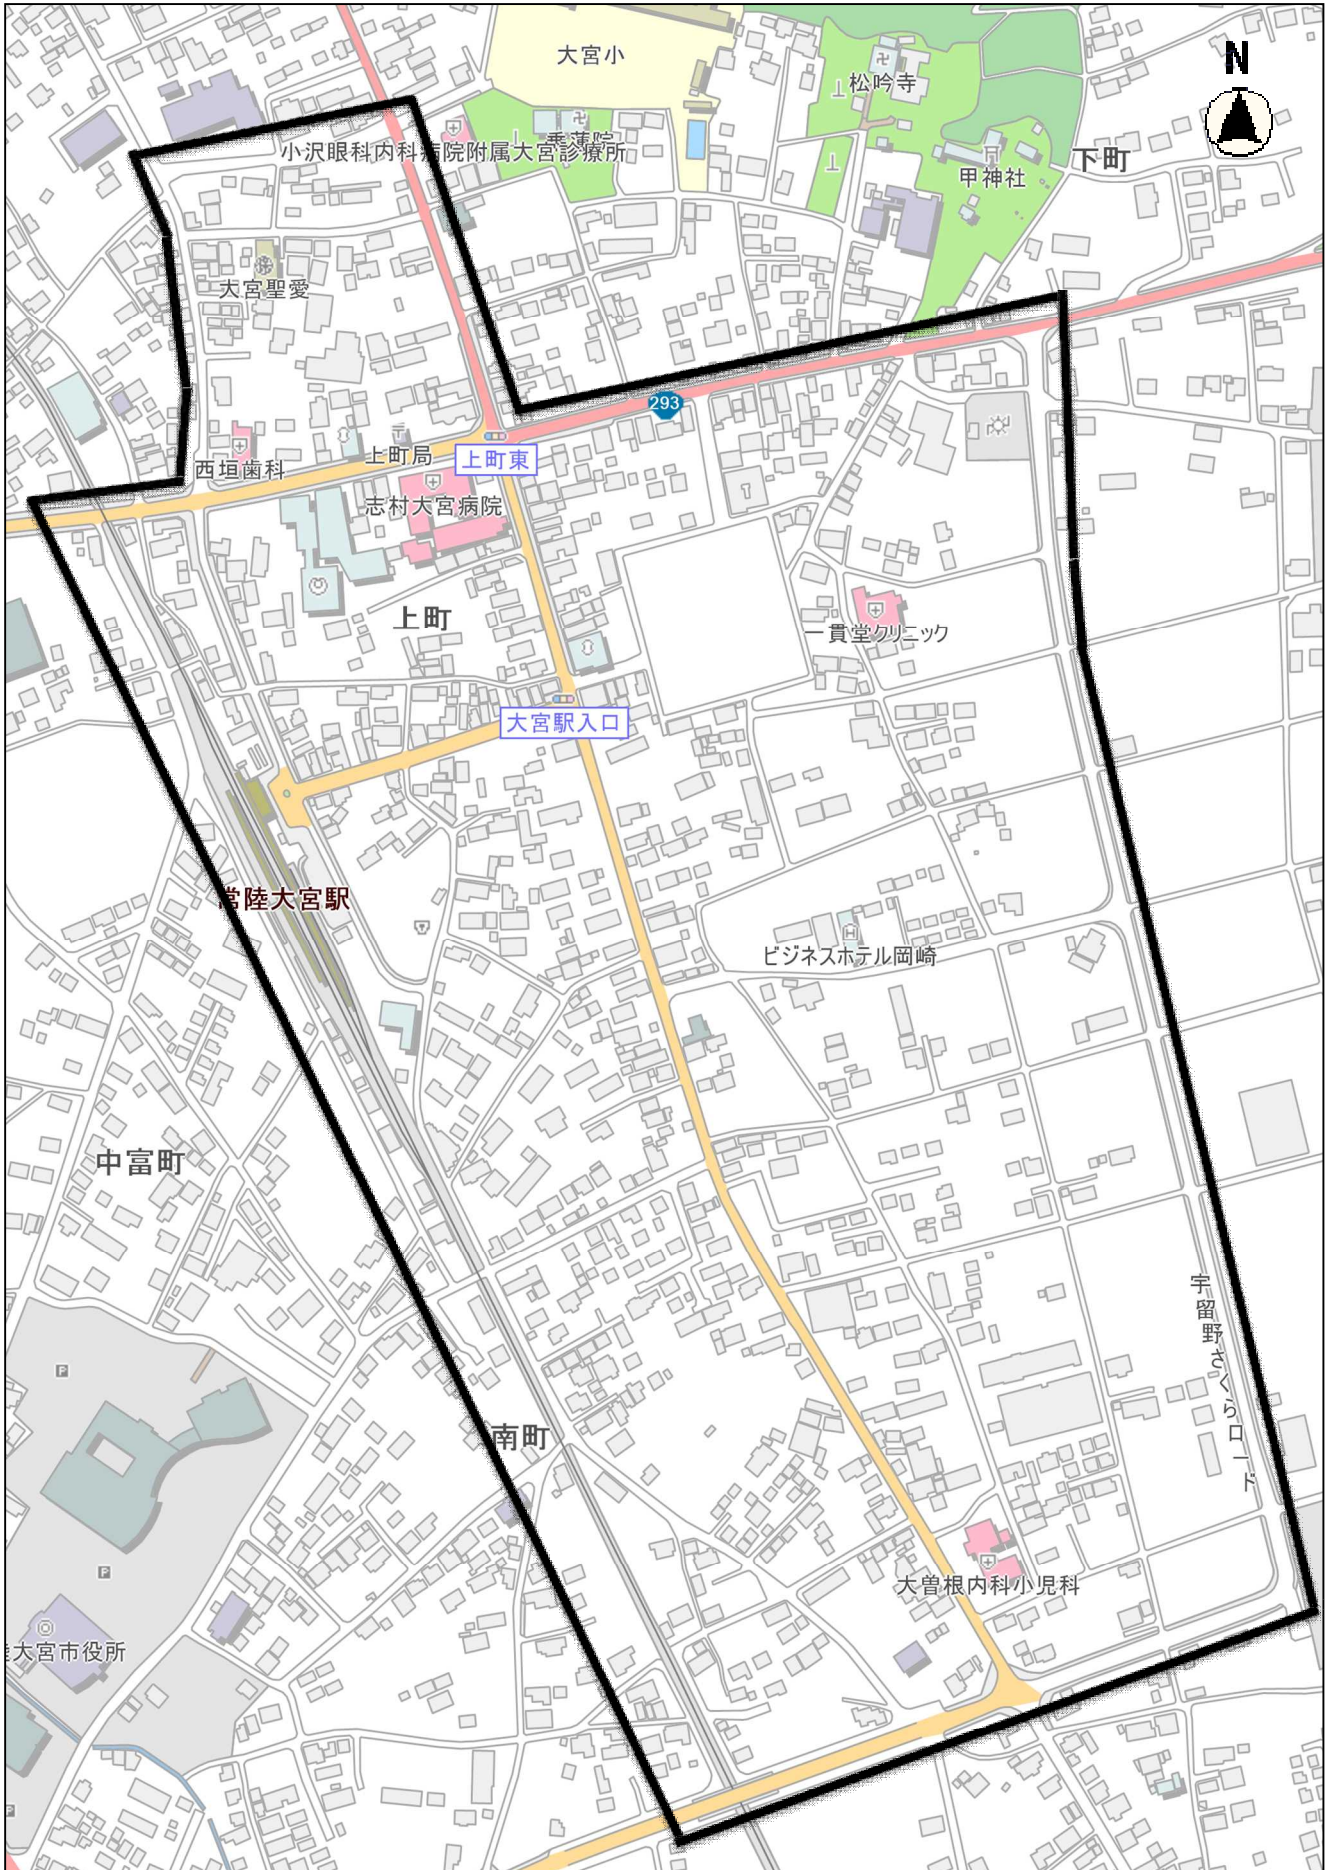 大宮小
松吟寺
N
小沢眼科内科病院附属大宮診療所
甲神社
下町
大宮聖愛
293
西垣歯科
上町局
上町東
志村大宮病院
上町
一貫堂クリニック
大宮駅入口
常陸大宮駅
ビジネスホテル岡崎
中富町
宇留野さくらロード
南町
P
大曽根内科小児科
P
大宮市役所
P